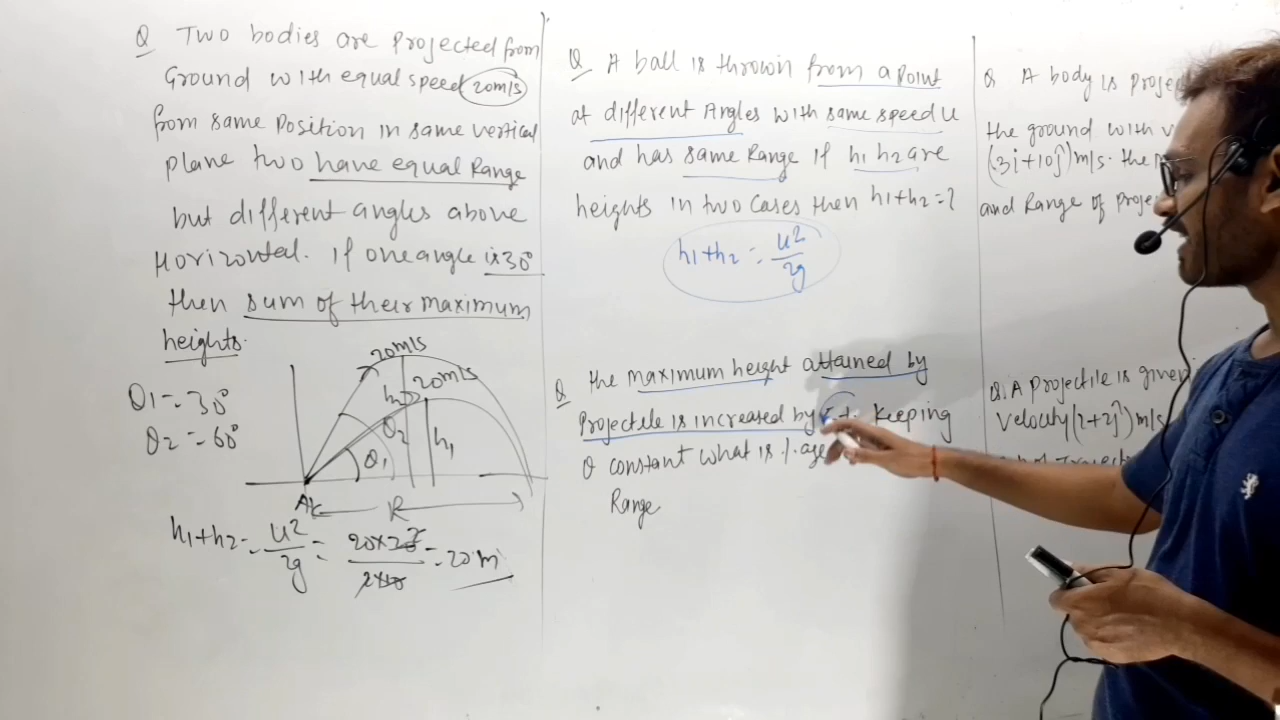 Q Two bodies are projected from
Ground with equal speed 20m/s
from same position in same vertical
plane two have equal Range
but different angles above
Horizontal. If one angle is 30°
then sum of their maximum
heights.
θ1 = 30°
θ2 = 60°
20m/s
20m/s
h2
θ2
h1
θ1
A
R
h1+h2 = u²/2g = 20×20/2×10 = 20 m
Q A ball is thrown from a point
at different Angles with same speed u
and has same Range if h1 h2 are
heights in two cases then h1+h2=?
h1+h2 = u²/2g
Q the maximum height attained by
Projectile is increased by keeping
θ constant what is %age
Range
Q A body is
the ground with
(3i+10j)m/s. the
and Range of
Q. A projectile is given
velocity (2+2j)m/s